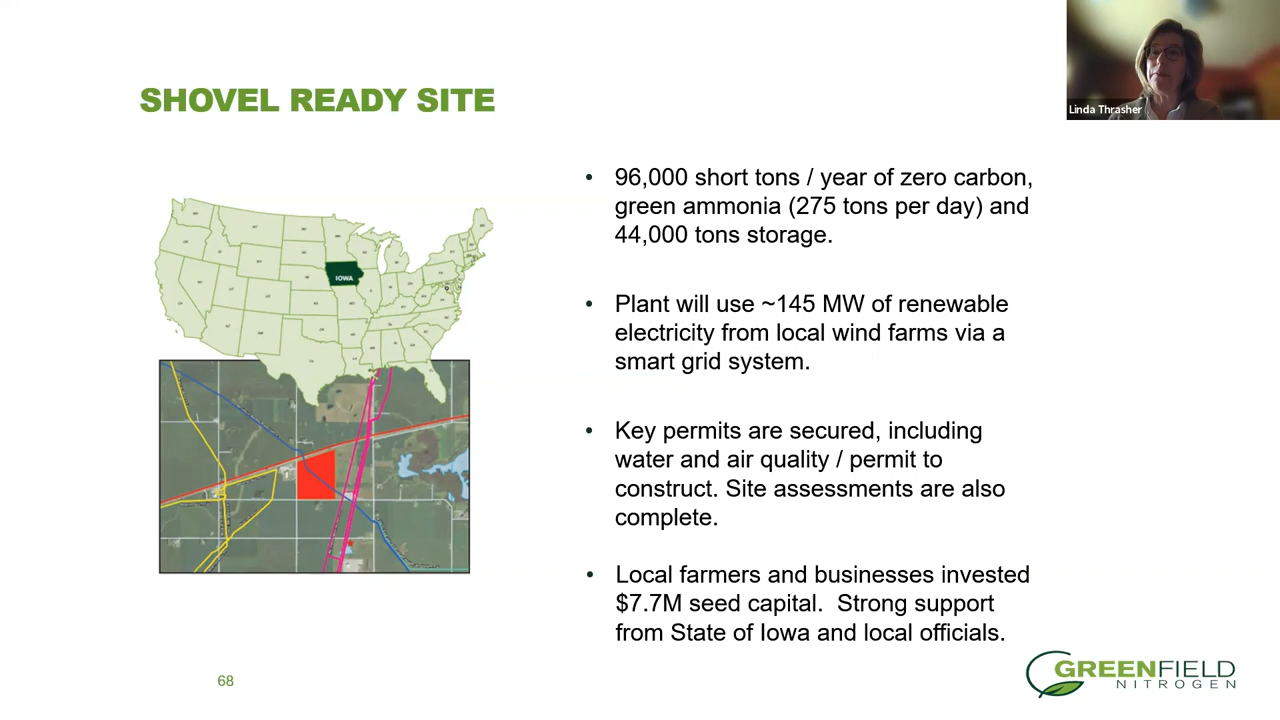 Linda Thrasher
SHOVEL READY SITE
IOWA
• 96,000 short tons / year of zero carbon,
green ammonia (275 tons per day) and
44,000 tons storage.
• Plant will use ~145 MW of renewable
electricity from local wind farms via a
smart grid system.
• Key permits are secured, including
water and air quality / permit to
construct. Site assessments are also
complete.
• Local farmers and businesses invested
$7.7M seed capital.  Strong support
from State of Iowa and local officials.
68
GREENFIELD
NITROGEN